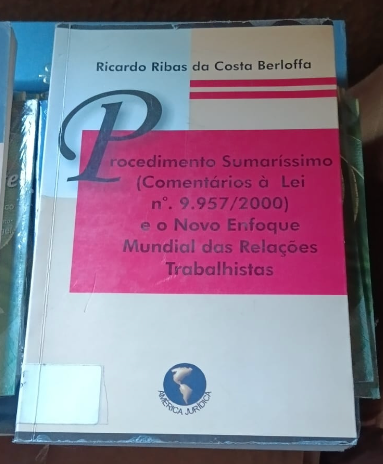 Ricardo Ribas da Costa Berloffa
Procedimento Sumaríssimo
(Comentários à Lei
nº. 9.957/2000)
e o Novo Enfoque
Mundial das Relações
Trabalhistas
AMÉRICA JURÍDICA